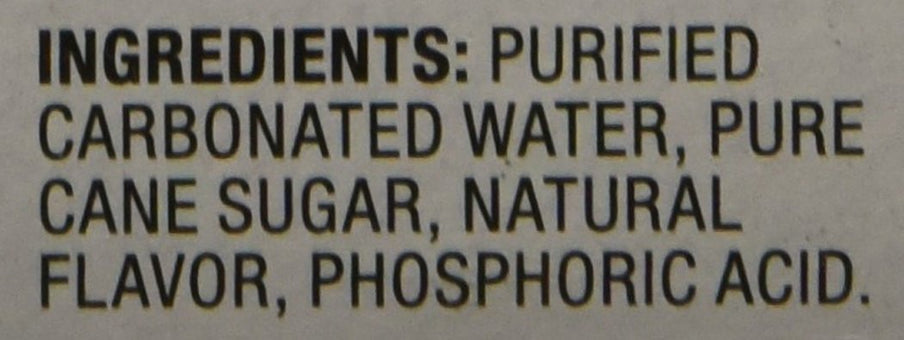 INGREDIENTS: PURIFIED
CARBONATED WATER, PURE
CANE SUGAR, NATURAL
FLAVOR, PHOSPHORIC ACID.